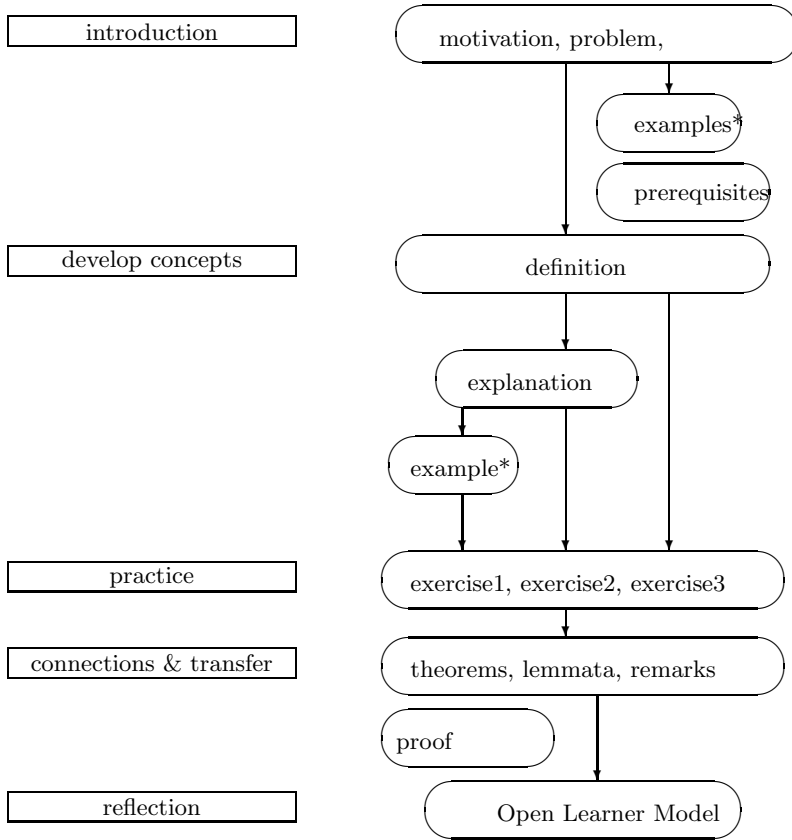 introduction
motivation, problem,
examples*
prerequisites
develop concepts
definition
explanation
example*
practice
exercise1, exercise2, exercise3
connections & transfer
theorems, lemmata, remarks
proof
reflection
Open Learner Model